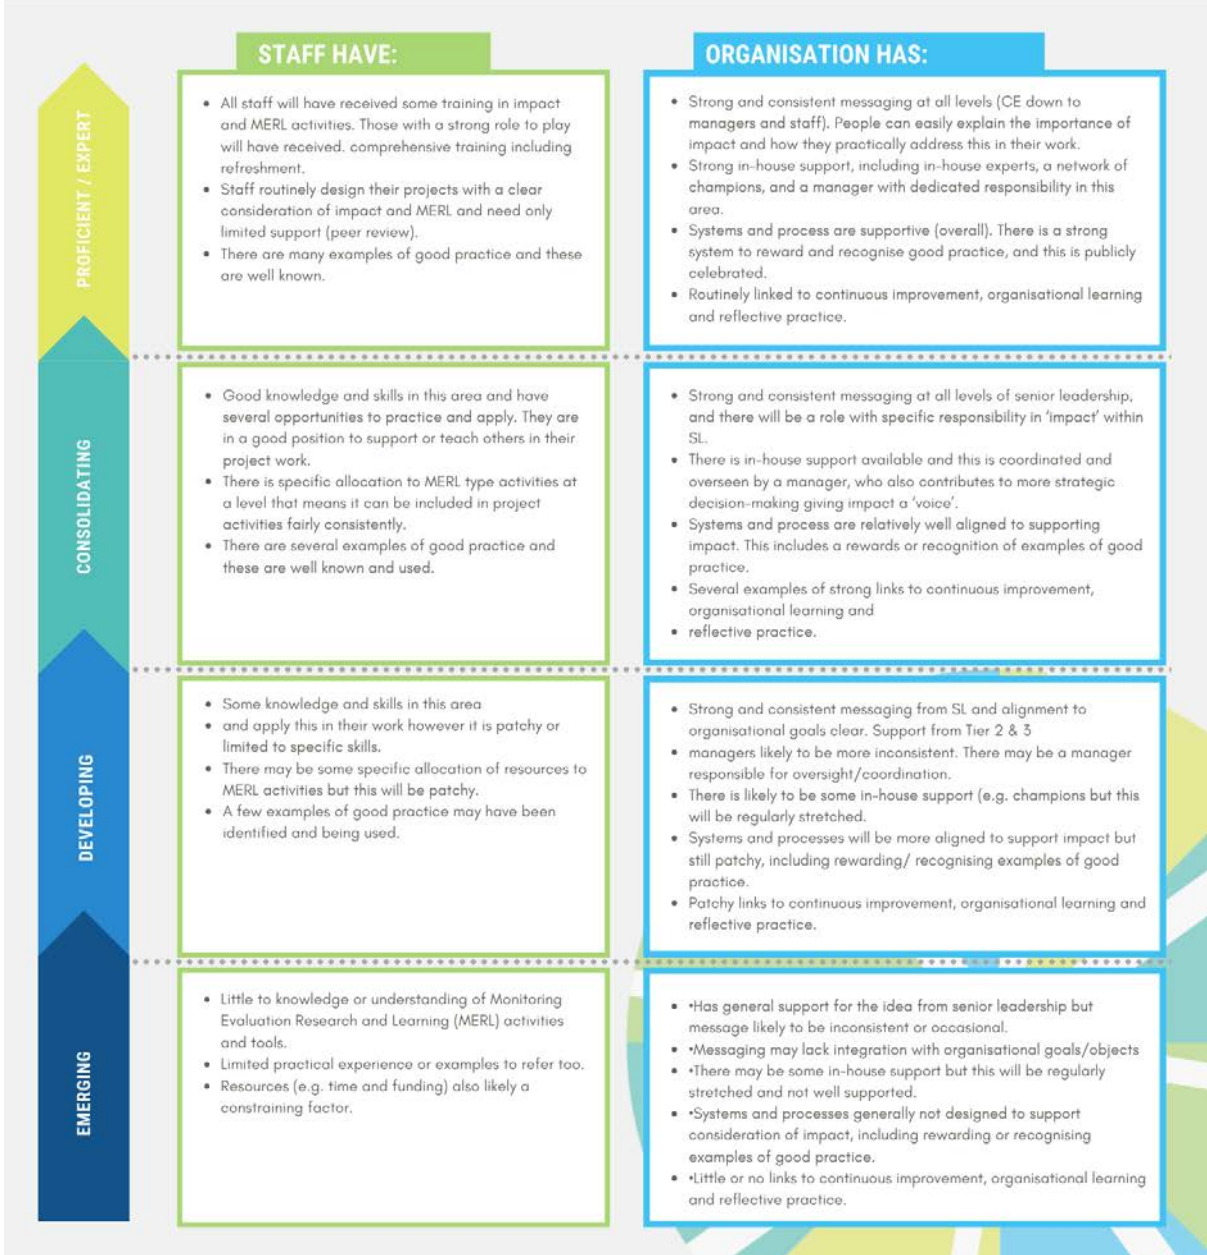 STAFF HAVE:
ORGANISATION HAS:
PROFICIENT / EXPERT
• All staff will have received some training in impact
and MERL activities. Those with a strong role to play
will have received. comprehensive training including
refreshment.
• Staff routinely design their projects with a clear
consideration of impact and MERL and need only
limited support (peer review).
• There are many examples of good practice and these
are well known.
• Strong and consistent messaging at all levels (CE down to
managers and staff). People can easily explain the importance of
impact and how they practically address this in their work.
• Strong in-house support, including in-house experts, a network of
champions, and a manager with dedicated responsibility in this
area.
• Systems and process are supportive (overall). There is a strong
system to reward and recognise good practice, and this is publicly
celebrated.
• Routinely linked to continuous improvement, organisational learning
and reflective practice.
CONSOLIDATING
• Good knowledge and skills in this area and have
several opportunities to practice and apply. They are
in a good position to support or teach others in their
project work.
• There is specific allocation to MERL type activities at
a level that means it can be included in project
activities fairly consistently.
• There are several examples of good practice and
these are well known and used.
• Strong and consistent messaging at all levels of senior leadership,
and there will be a role with specific responsibility in ‘impact’ within
SL.
• There is in-house support available and this is coordinated and
overseen by a manager, who also contributes to more strategic
decision-making giving impact a ‘voice’.
• Systems and process are relatively well aligned to supporting
impact. This includes a rewards or recognition of examples of good
practice.
• Several examples of strong links to continuous improvement,
organisational learning and
• reflective practice.
DEVELOPING
• Some knowledge and skills in this area
• and apply this in their work however it is patchy or
limited to specific skills.
• There may be some specific allocation of resources to
MERL activities but this will be patchy.
• A few examples of good practice may have been
identified and being used.
• Strong and consistent messaging from SL and alignment to
organisational goals clear. Support from Tier 2 & 3
• managers likely to be more inconsistent. There may be a manager
responsible for oversight/coordination.
• There is likely to be some in-house support (e.g. champions but this
will be regularly stretched.
• Systems and processes will be more aligned to support impact but
still patchy, including rewarding/ recognising examples of good
practice.
• Patchy links to continuous improvement, organisational learning and
reflective practice.
EMERGING
• Little to knowledge or understanding of Monitoring
Evaluation Research and Learning (MERL) activities
and tools.
• Limited practical experience or examples to refer too.
• Resources (e.g. time and funding) also likely a
constraining factor.
• •Has general support for the idea from senior leadership but
message likely to be inconsistent or occasional.
• •Messaging may lack integration with organisational goals/objects
• •There may be some in-house support but this will be regularly
stretched and not well supported.
• •Systems and processes generally not designed to support
consideration of impact, including rewarding or recognising
examples of good practice.
• •Little or no links to continuous improvement, organisational learning
and reflective practice.